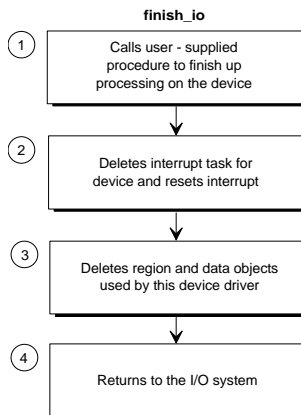 finish_io
1
Calls user - supplied
procedure to finish up
processing on the device
2
Deletes interrupt task for
device and resets interrupt
3
Deletes region and data objects
used by this device driver
4
Returns to the I/O system